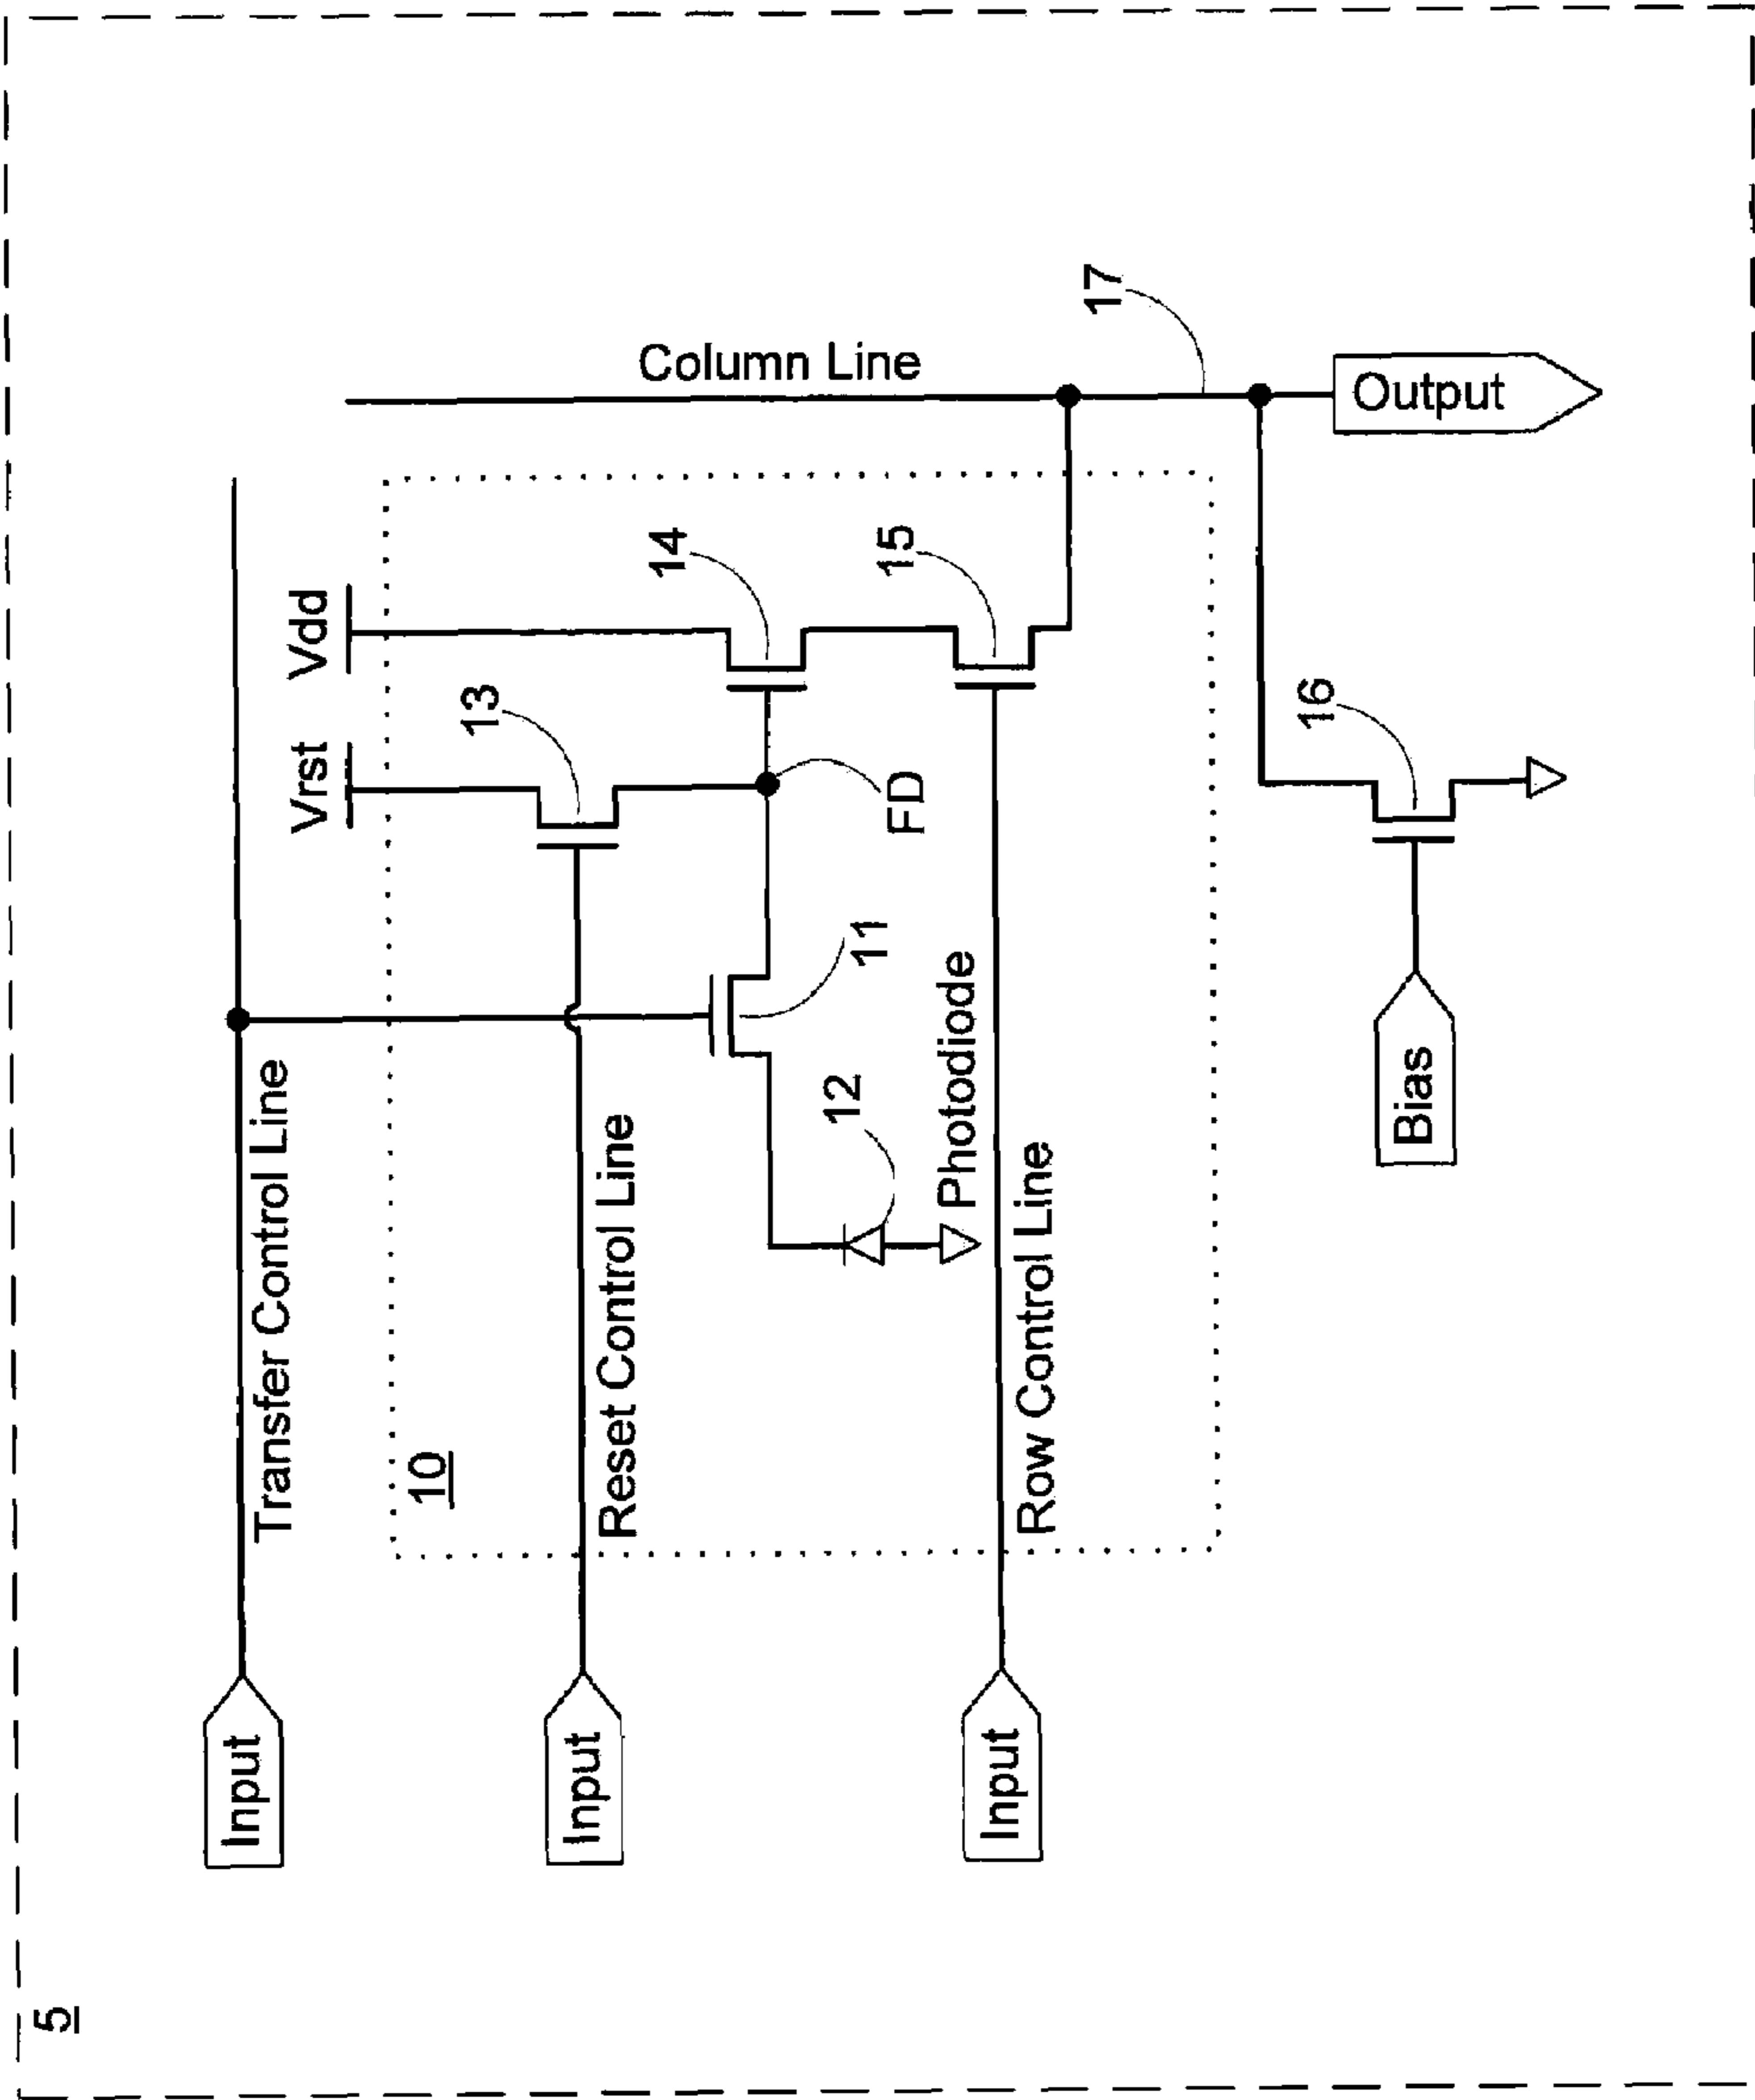 5
Input
Transfer Control Line
Vrst
Vdd
10
13
Input
Reset Control Line
14
Column Line
11
12
FD
15
Photodiode
Input
Row Control Line
17
16
Bias
Output